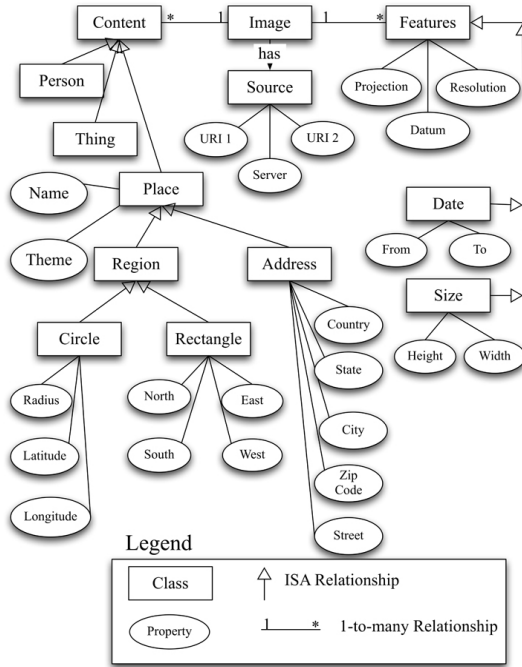 Content * 1 Image 1 * Features
has
Person
Source
Projection Resolution
Thing
URI 1 URI 2
Datum
Server
Name Place
Date
Theme
From To
Region Address
Size
Country
Circle Rectangle
Height Width
State
Radius North East
City
Latitude South West
Zip
Code
Longitude
Street
Legend
Class ISA Relationship
Property 1 * 1-to-many Relationship